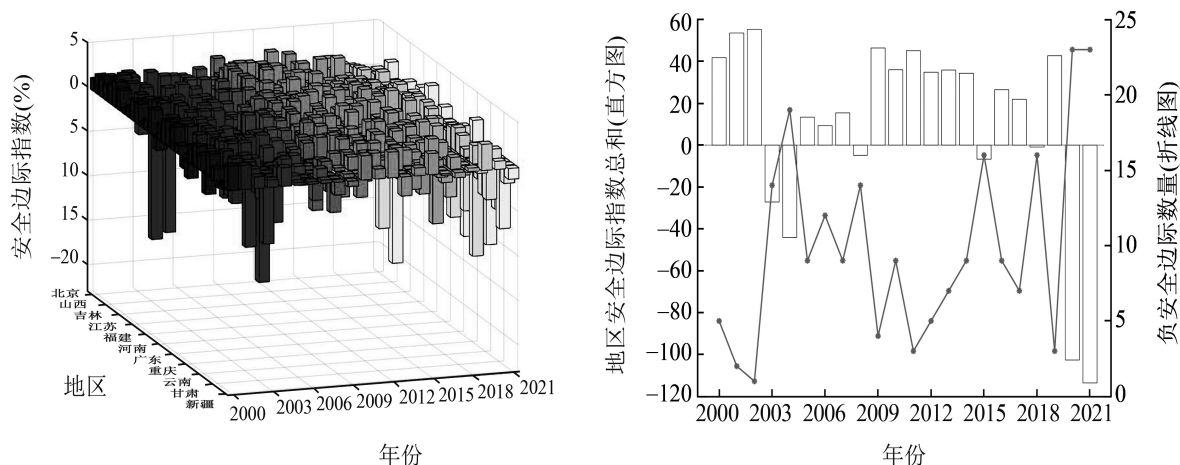 安全边际指数(%)
5
0
5
10
15
−20
北京
山西
吉林
江苏
福建
河南
广东
重庆
云南
甘肃
新疆
地区
2000
2003
2006
2009
2012
2015
2018
2021
年份
地区安全边际指数总和(直方图)
60
40
20
0
−20
−40
−60
−80
−100
−120
2000 2003 2006 2009 2012 2015 2018 2021
年份
25
20
15
10
5
0
负安全边际数量(折线图)